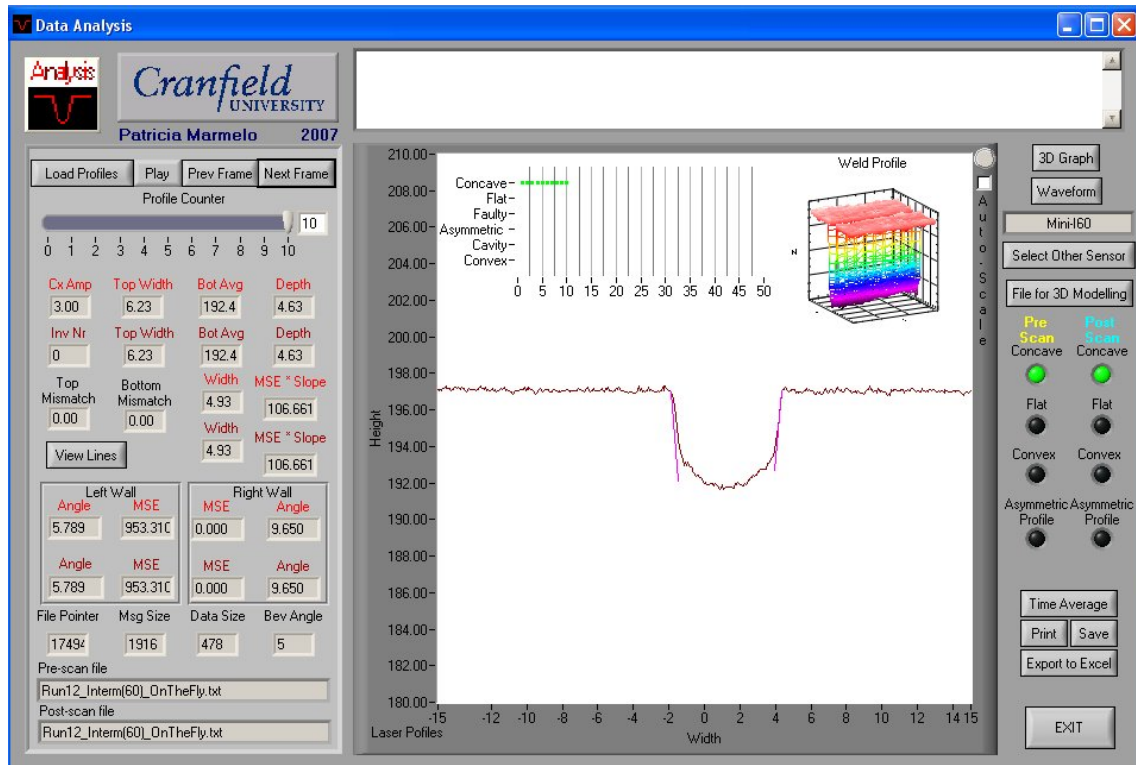 Data Analysis
Analysis
Cranfield
UNIVERSITY
Patricia Marmelo 2007
Load Profiles Play Prev Frame Next Frame
Profile Counter
10
0 1 2 3 4 5 6 7 8 9 10
Cx Amp Top Width Bot Avg Depth
3.00 6.23 192.4 4.63
Inv Nr Top Width Bot Avg Depth
0 6.23 192.4 4.63
Top Mismatch Bottom Mismatch Width MSE * Slope
0.00 0.00 4.93 106.661
Width MSE * Slope
4.93 106.661
View Lines
Left Wall Right Wall
Angle MSE MSE Angle
5.789 953.310 0.000 9.650
Angle MSE MSE Angle
5.789 953.310 0.000 9.650
File Pointer Msg Size Data Size Bev Angle
17494 1916 478 5
Pre-scan file
Run12_Interm(60)_OnTheFly.txt
Post-scan file
Run12_Interm(60)_OnTheFly.txt
210.00
208.00
206.00
204.00
202.00
200.00
198.00
196.00
194.00
192.00
190.00
188.00
186.00
184.00
182.00
180.00
Height
-15 -12 -10 -8 -6 -4 -2 0 2 4 6 8 10 12 14 15
Laser Pofiles
Width
Concave
Flat
Faulty
Asymmetric
Cavity
Convex
0 5 10 15 20 25 30 35 40 45 50
Weld Profile
Z
Auto-Scale
3D Graph
Waveform
Mini-I60
Select Other Sensor
File for 3D Modelling
Pre Scan Post Scan
Concave Concave
Flat Flat
Convex Convex
Asymmetric Profile Asymmetric Profile
Time Average
Print Save
Export to Excel
EXIT